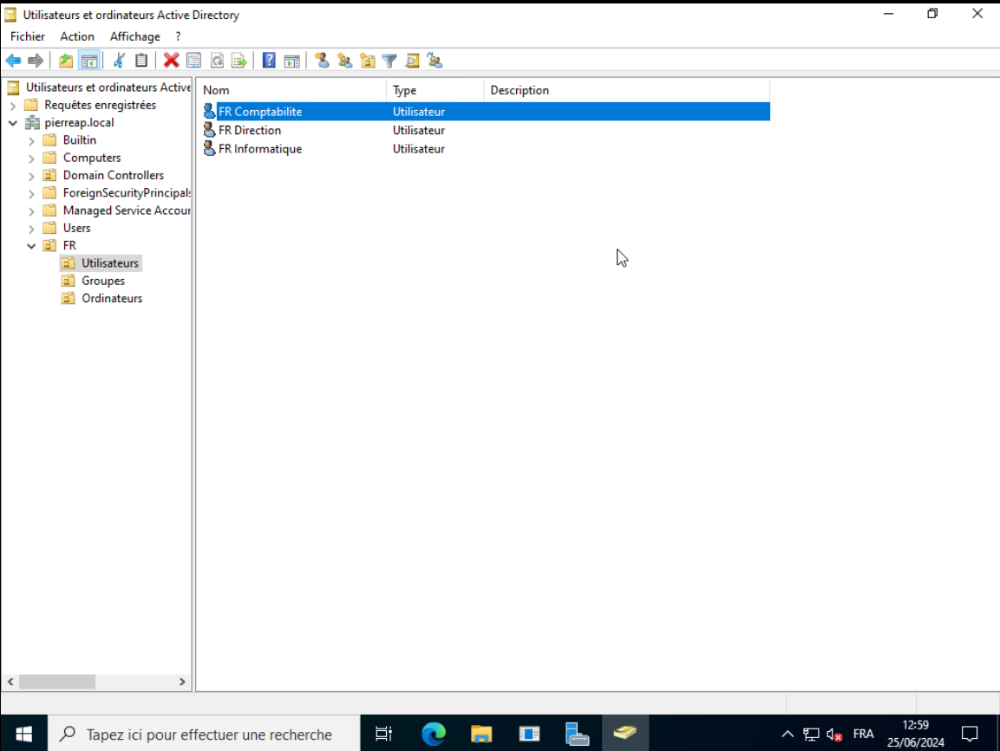 Utilisateurs et ordinateurs Active Directory
Fichier Action Affichage ?
Utilisateurs et ordinateurs Active
Requêtes enregistrées
pierreap.local
Builtin
Computers
Domain Controllers
ForeignSecurityPrincipals
Managed Service Accour
Users
FR
Utilisateurs
Groupes
Ordinateurs
Nom Type Description
FR Comptabilite Utilisateur
FR Direction Utilisateur
FR Informatique Utilisateur
Tapez ici pour effectuer une recherche
FRA
12:59
25/06/2024